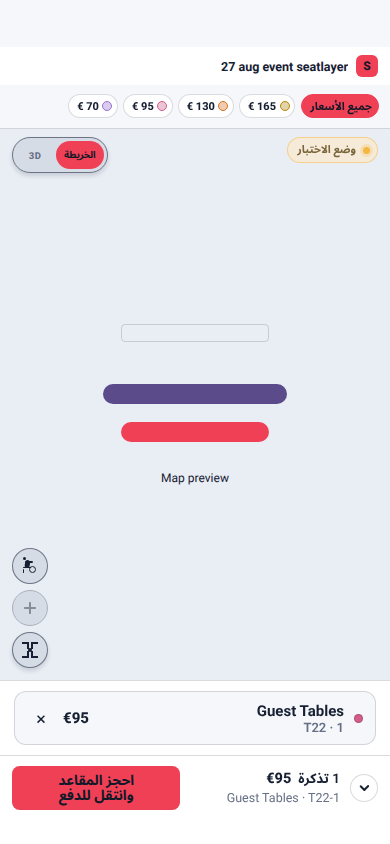 27 aug event seatlayer S
جميع الأسعار
€ 165
€ 130
€ 95
€ 70
وضع الاختبار
الخريطة
3D
Map preview
Guest Tables
T22 · 1
€95
×
1 تذكرة €95
Guest Tables · T22-1
احجز المقاعد
وانتقل للدفع